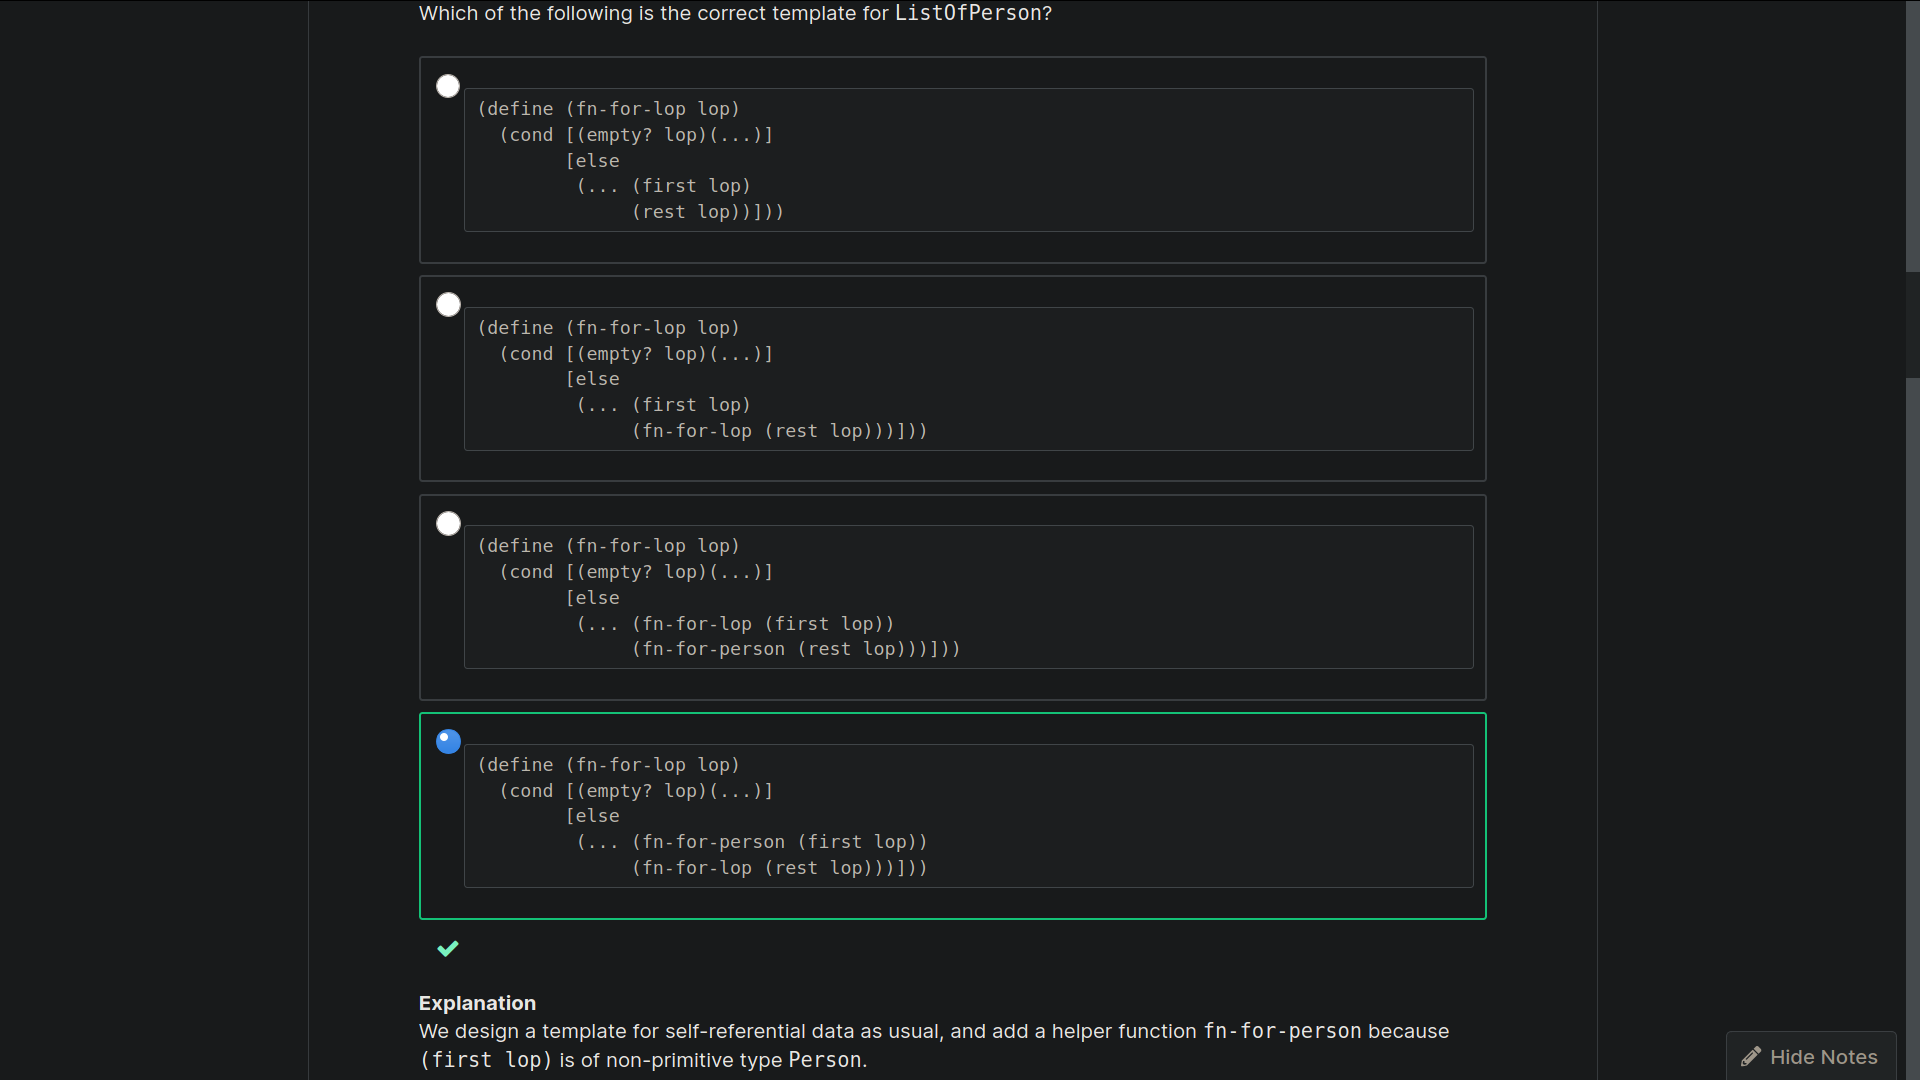 Which of the following is the correct template for ListOfPerson?
(define (fn-for-lop lop)
  (cond [(empty? lop)(...)]
        [else
         (... (first lop)
              (rest lop))]))
(define (fn-for-lop lop)
  (cond [(empty? lop)(...)]
        [else
         (... (first lop)
              (fn-for-lop (rest lop)))]))
(define (fn-for-lop lop)
  (cond [(empty? lop)(...)]
        [else
         (... (fn-for-lop (first lop))
              (fn-for-person (rest lop)))]))
(define (fn-for-lop lop)
  (cond [(empty? lop)(...)]
        [else
         (... (fn-for-person (first lop))
              (fn-for-lop (rest lop)))]))
Explanation
We design a template for self-referential data as usual, and add a helper function fn-for-person because
(first lop) is of non-primitive type Person.
Hide Notes